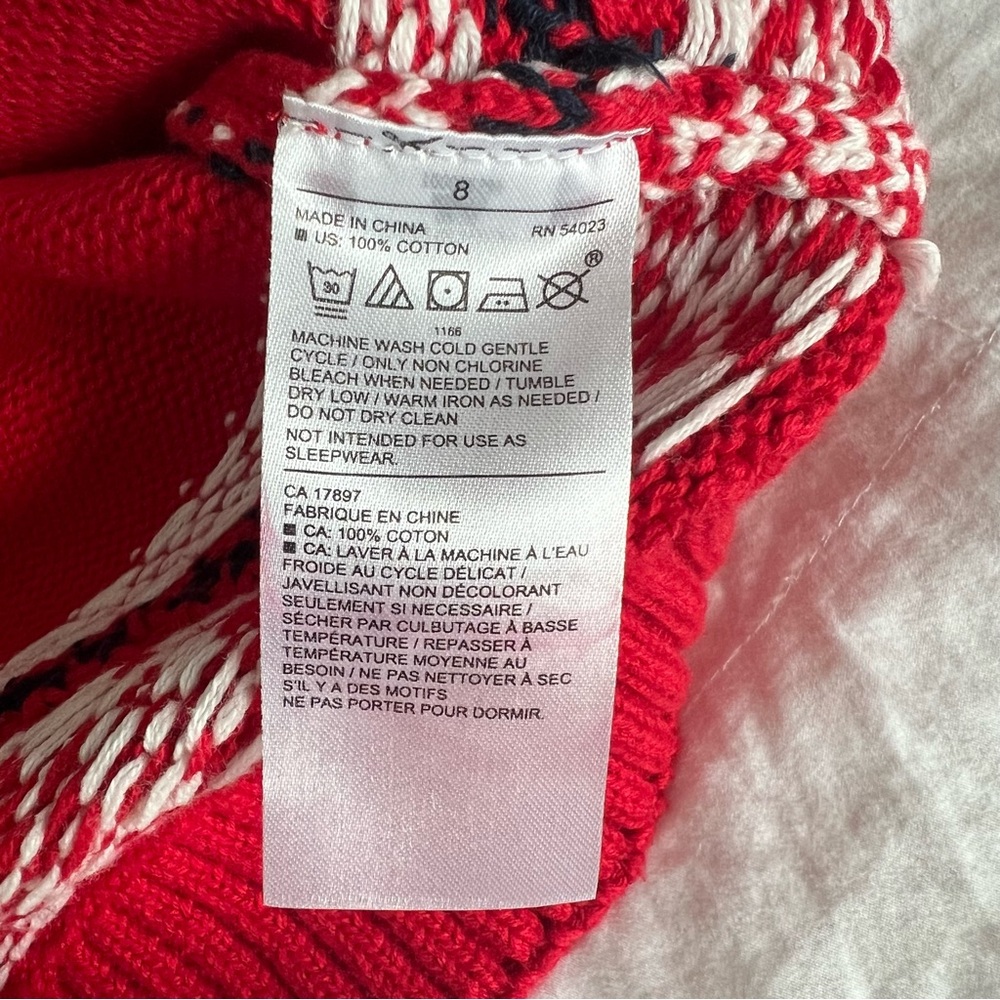 8
MADE IN CHINA RN 54023
US: 100% COTTON
30
®
1166
MACHINE WASH COLD GENTLE
CYCLE / ONLY NON CHLORINE
BLEACH WHEN NEEDED / TUMBLE
DRY LOW / WARM IRON AS NEEDED /
DO NOT DRY CLEAN
NOT INTENDED FOR USE AS
SLEEPWEAR.
CA 17897
FABRIQUE EN CHINE
CA: 100% COTON
CA: LAVER À LA MACHINE À L'EAU
FROIDE AU CYCLE DÉLICAT /
JAVELLISANT NON DÉCOLORANT
SEULEMENT SI NECESSAIRE /
SÉCHER PAR CULBUTAGE À BASSE
TEMPÉRATURE / REPASSER À
TEMPÉRATURE MOYENNE AU
BESOIN / NE PAS NETTOYER À SEC
S'IL Y A DES MOTIFS
NE PAS PORTER POUR DORMIR.